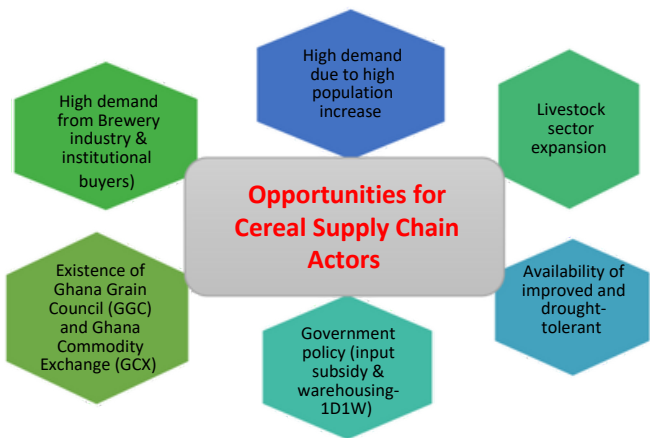 High demand
due to high
population
increase
High demand
from Brewery
industry &
institutional
buyers)
Livestock
sector
expansion
Opportunities for
Cereal Supply Chain
Actors
Existence of
Ghana Grain
Council (GGC)
and Ghana
Commodity
Exchange (GCX)
Availability of
improved and
drought-
tolerant
Government
policy (input
subsidy &
warehousing-
1D1W)